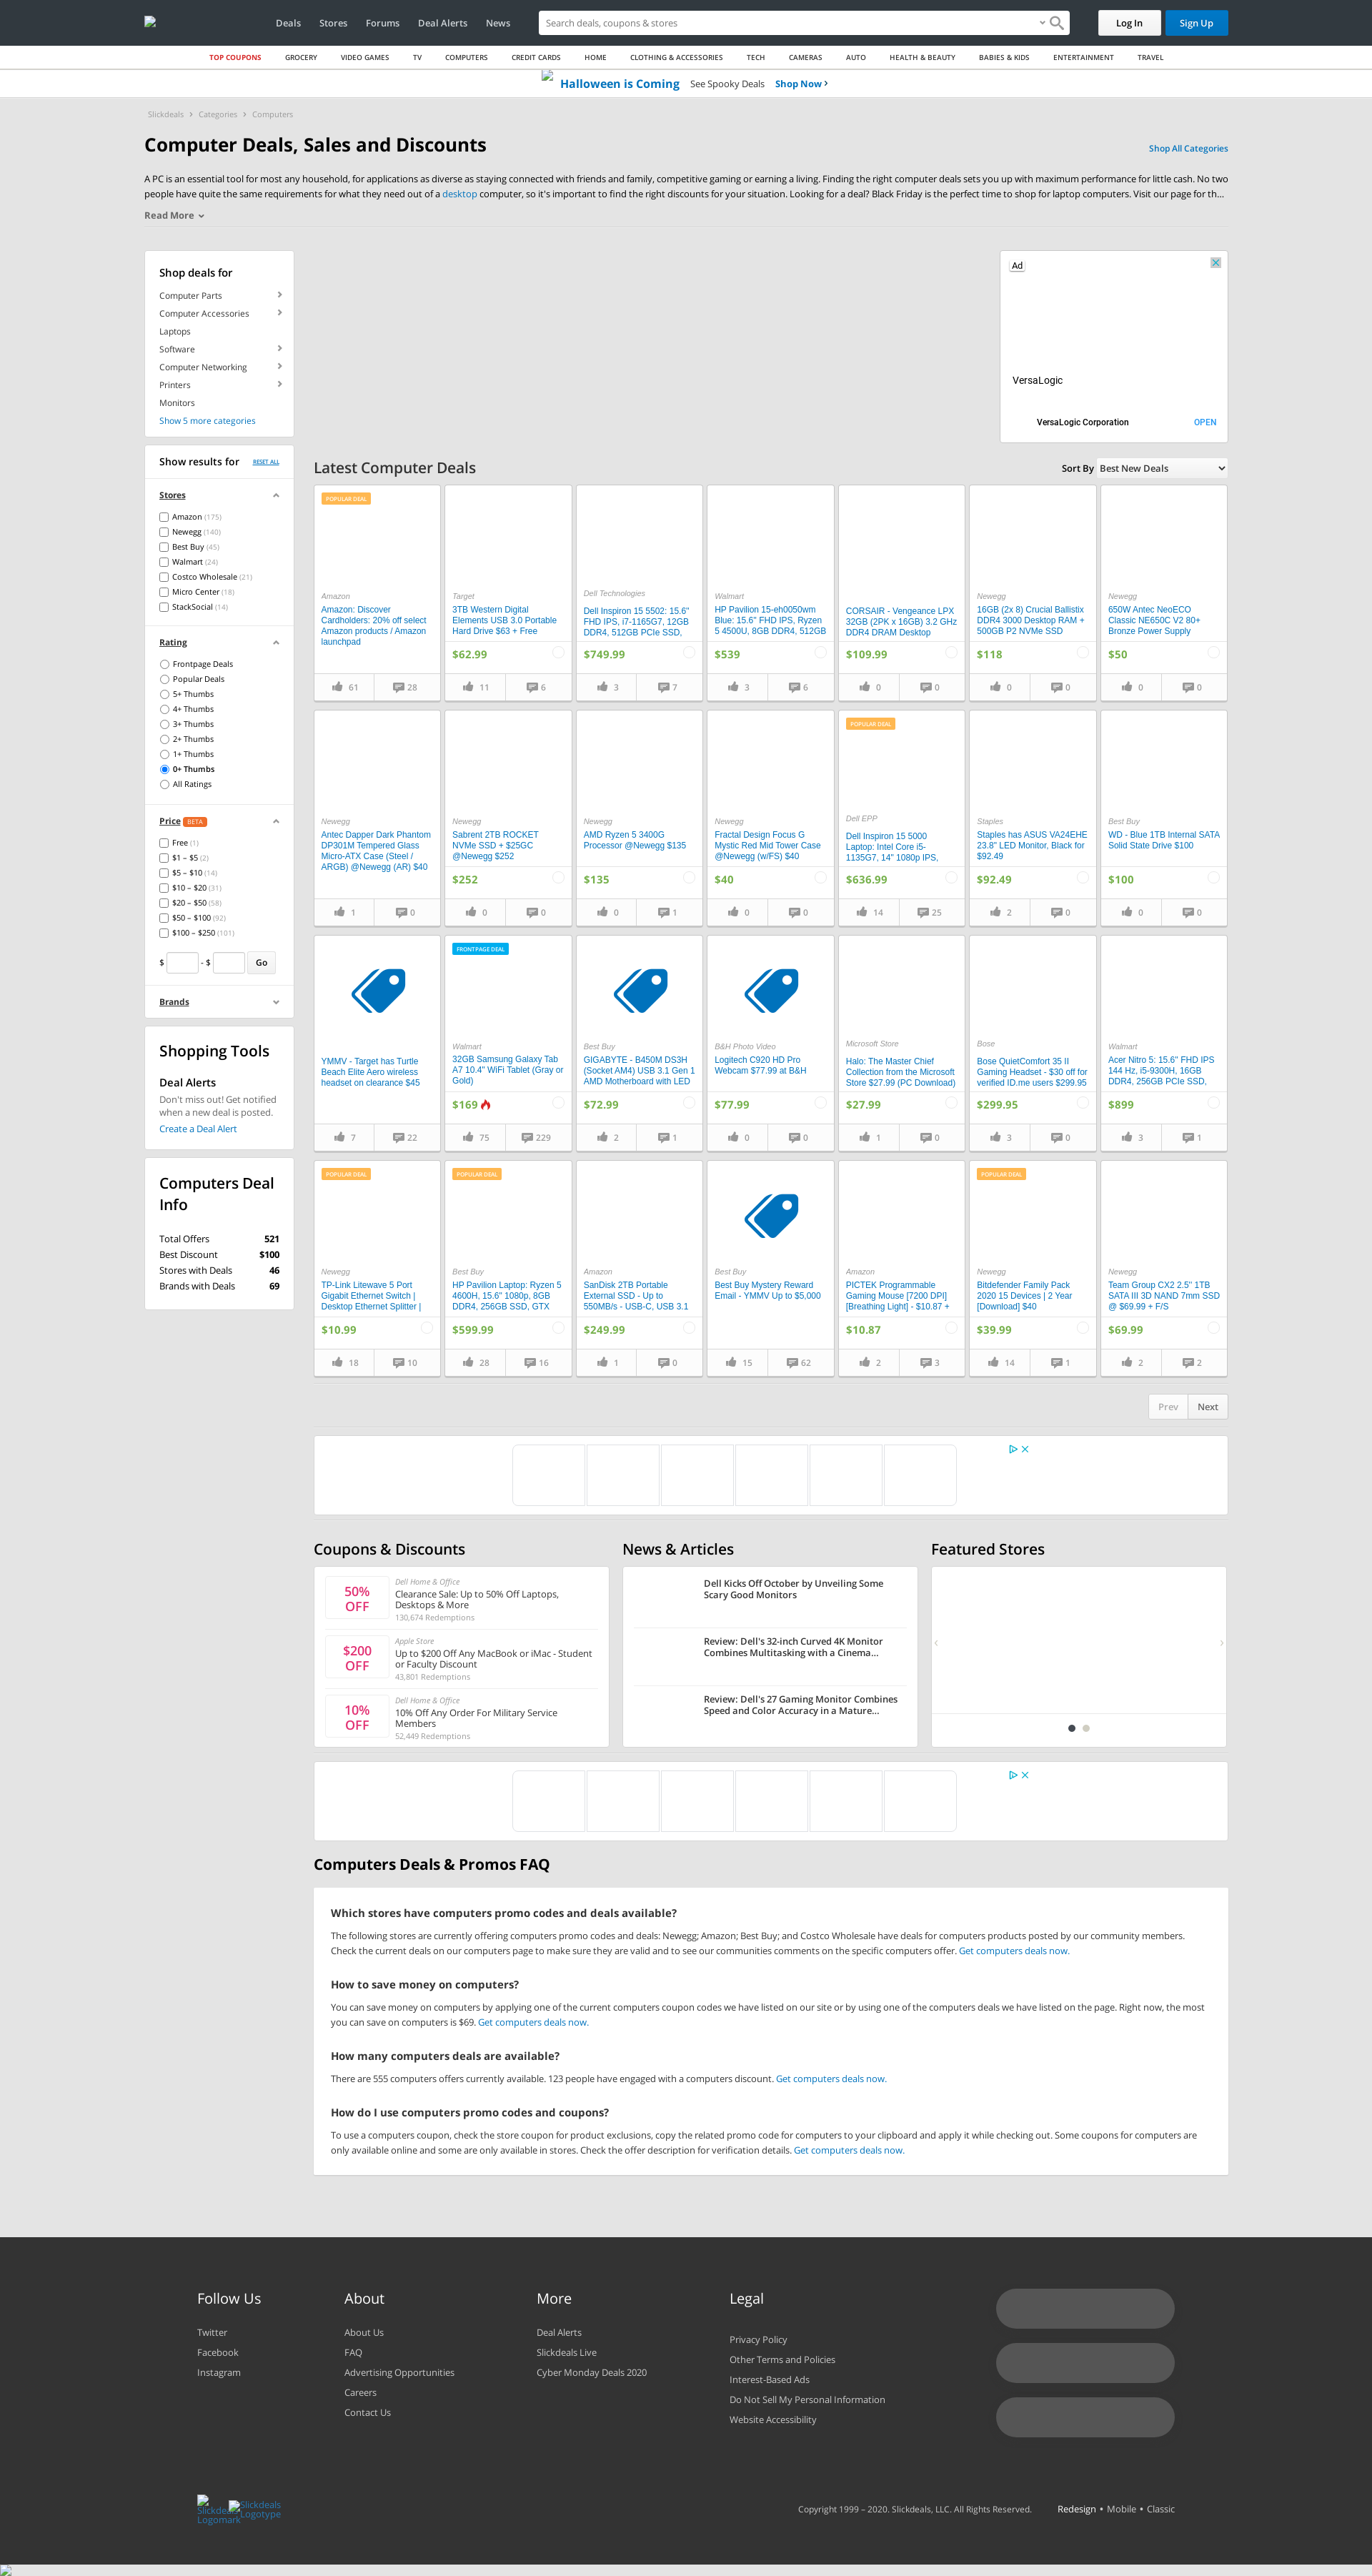 Deals
Stores
Forums
Deal Alerts
News
Search deals, coupons & stores
Log In
Sign Up
TOP COUPONS
GROCERY
VIDEO GAMES
TV
COMPUTERS
CREDIT CARDS
HOME
CLOTHING & ACCESSORIES
TECH
CAMERAS
AUTO
HEALTH & BEAUTY
BABIES & KIDS
ENTERTAINMENT
TRAVEL
Halloween is Coming See Spooky Deals Shop Now
Slickdeals > Categories > Computers
Computer Deals, Sales and Discounts
Shop All Categories
A PC is an essential tool for most any household, for applications as diverse as staying connected with friends and family, competitive gaming or earning a living. Finding the right computer deals sets you up with maximum performance for little cash. No two
people have quite the same requirements for what they need out of a desktop computer, so it's important to find the right discounts for your situation. Looking for a deal? Black Friday is the perfect time to shop for laptop computers. Visit our page for th...
Read More
Shop deals for
Computer Parts
Computer Accessories
Laptops
Software
Computer Networking
Printers
Monitors
Show 5 more categories
Show results for
RESET ALL
Stores
Amazon (175)
Newegg (140)
Best Buy (45)
Walmart (24)
Costco Wholesale (21)
Micro Center (18)
StackSocial (14)
Rating
Frontpage Deals
Popular Deals
5+ Thumbs
4+ Thumbs
3+ Thumbs
2+ Thumbs
1+ Thumbs
0+ Thumbs
All Ratings
Price BETA
Free (1)
$1 – $5 (2)
$5 – $10 (14)
$10 – $20 (31)
$20 – $50 (58)
$50 – $100 (92)
$100 – $250 (101)
$ - $ Go
Brands
Shopping Tools
Deal Alerts
Don't miss out! Get notified
when a new deal is posted.
Create a Deal Alert
Computers Deal
Info
Total Offers 521
Best Discount $100
Stores with Deals 46
Brands with Deals 69
Ad
VersaLogic
VersaLogic Corporation
OPEN
Latest Computer Deals
Sort By Best New Deals
POPULAR DEAL
Amazon
Amazon: Discover
Cardholders: 20% off select
Amazon products / Amazon
launchpad
61 28
Target
3TB Western Digital
Elements USB 3.0 Portable
Hard Drive $63 + Free
$62.99
11 6
Dell Technologies
Dell Inspiron 15 5502: 15.6"
FHD IPS, i7-1165G7, 12GB
DDR4, 512GB PCIe SSD,
$749.99
3 7
Walmart
HP Pavilion 15-eh0050wm
Blue: 15.6" FHD IPS, Ryzen
5 4500U, 8GB DDR4, 512GB
$539
3 6
CORSAIR - Vengeance LPX
32GB (2PK x 16GB) 3.2 GHz
DDR4 DRAM Desktop
$109.99
0 0
Newegg
16GB (2x 8) Crucial Ballistix
DDR4 3000 Desktop RAM +
500GB P2 NVMe SSD
$118
0 0
Newegg
650W Antec NeoECO
Classic NE650C V2 80+
Bronze Power Supply
$50
0 0
Newegg
Antec Dapper Dark Phantom
DP301M Tempered Glass
Micro-ATX Case (Steel /
ARGB) @Newegg (AR) $40
1 0
Newegg
Sabrent 2TB ROCKET
NVMe SSD + $25GC
@Newegg $252
$252
0 0
Newegg
AMD Ryzen 5 3400G
Processor @Newegg $135
$135
0 1
Newegg
Fractal Design Focus G
Mystic Red Mid Tower Case
@Newegg (w/FS) $40
$40
0 0
POPULAR DEAL
Dell EPP
Dell Inspiron 15 5000
Laptop: Intel Core i5-
1135G7, 14" 1080p IPS,
$636.99
14 25
Staples
Staples has ASUS VA24EHE
23.8" LED Monitor, Black for
$92.49
$92.49
2 0
Best Buy
WD - Blue 1TB Internal SATA
Solid State Drive $100
$100
0 0
YMMV - Target has Turtle
Beach Elite Aero wireless
headset on clearance $45
7 22
FRONTPAGE DEAL
Walmart
32GB Samsung Galaxy Tab
A7 10.4" WiFi Tablet (Gray or
Gold)
$169
75 229
Best Buy
GIGABYTE - B450M DS3H
(Socket AM4) USB 3.1 Gen 1
AMD Motherboard with LED
$72.99
2 1
B&H Photo Video
Logitech C920 HD Pro
Webcam $77.99 at B&H
$77.99
0 0
Microsoft Store
Halo: The Master Chief
Collection from the Microsoft
Store $27.99 (PC Download)
$27.99
1 0
Bose
Bose QuietComfort 35 II
Gaming Headset - $30 off for
verified ID.me users $299.95
$299.95
3 0
Walmart
Acer Nitro 5: 15.6" FHD IPS
144 Hz, i5-9300H, 16GB
DDR4, 256GB PCIe SSD,
$899
3 1
POPULAR DEAL
Newegg
TP-Link Litewave 5 Port
Gigabit Ethernet Switch |
Desktop Ethernet Splitter |
$10.99
18 10
POPULAR DEAL
Best Buy
HP Pavilion Laptop: Ryzen 5
4600H, 15.6" 1080p, 8GB
DDR4, 256GB SSD, GTX
$599.99
28 16
Amazon
SanDisk 2TB Portable
External SSD - Up to
550MB/s - USB-C, USB 3.1
$249.99
1 0
Best Buy
Best Buy Mystery Reward
Email - YMMV Up to $5,000
15 62
Amazon
PICTEK Programmable
Gaming Mouse [7200 DPI]
[Breathing Light] - $10.87 +
$10.87
2 3
POPULAR DEAL
Newegg
Bitdefender Family Pack
2020 15 Devices | 2 Year
[Download] $40
$39.99
14 1
Newegg
Team Group CX2 2.5" 1TB
SATA III 3D NAND 7mm SSD
@ $69.99 + F/S
$69.99
2 2
Prev Next
Coupons & Discounts
50%
OFF
Dell Home & Office
Clearance Sale: Up to 50% Off Laptops,
Desktops & More
130,674 Redemptions
$200
OFF
Apple Store
Up to $200 Off Any MacBook or iMac - Student
or Faculty Discount
43,801 Redemptions
10%
OFF
Dell Home & Office
10% Off Any Order For Military Service
Members
52,449 Redemptions
News & Articles
Dell Kicks Off October by Unveiling Some
Scary Good Monitors
Review: Dell's 32-inch Curved 4K Monitor
Combines Multitasking with a Cinema...
Review: Dell's 27 Gaming Monitor Combines
Speed and Color Accuracy in a Mature...
Featured Stores
Computers Deals & Promos FAQ
Which stores have computers promo codes and deals available?
The following stores are currently offering computers promo codes and deals: Newegg; Amazon; Best Buy; and Costco Wholesale have deals for computers products posted by our community members.
Check the current deals on our computers page to make sure they are valid and to see our communities comments on the specific computers offer. Get computers deals now.
How to save money on computers?
You can save money on computers by applying one of the current computers coupon codes we have listed on our site or by using one of the computers deals we have listed on the page. Right now, the most
you can save on computers is $69. Get computers deals now.
How many computers deals are available?
There are 555 computers offers currently available. 123 people have engaged with a computers discount. Get computers deals now.
How do I use computers promo codes and coupons?
To use a computers coupon, check the store coupon for product exclusions, copy the related promo code for computers to your clipboard and apply it while checking out. Some coupons for computers are
only available online and some are only available in stores. Check the offer description for verification details. Get computers deals now.
Follow Us
Twitter
Facebook
Instagram
About
About Us
FAQ
Advertising Opportunities
Careers
Contact Us
More
Deal Alerts
Slickdeals Live
Cyber Monday Deals 2020
Legal
Privacy Policy
Other Terms and Policies
Interest-Based Ads
Do Not Sell My Personal Information
Website Accessibility
Slickdeals
Logomark
Slickdeals
Logotype
Copyright 1999 – 2020. Slickdeals, LLC. All Rights Reserved.
Redesign • Mobile • Classic